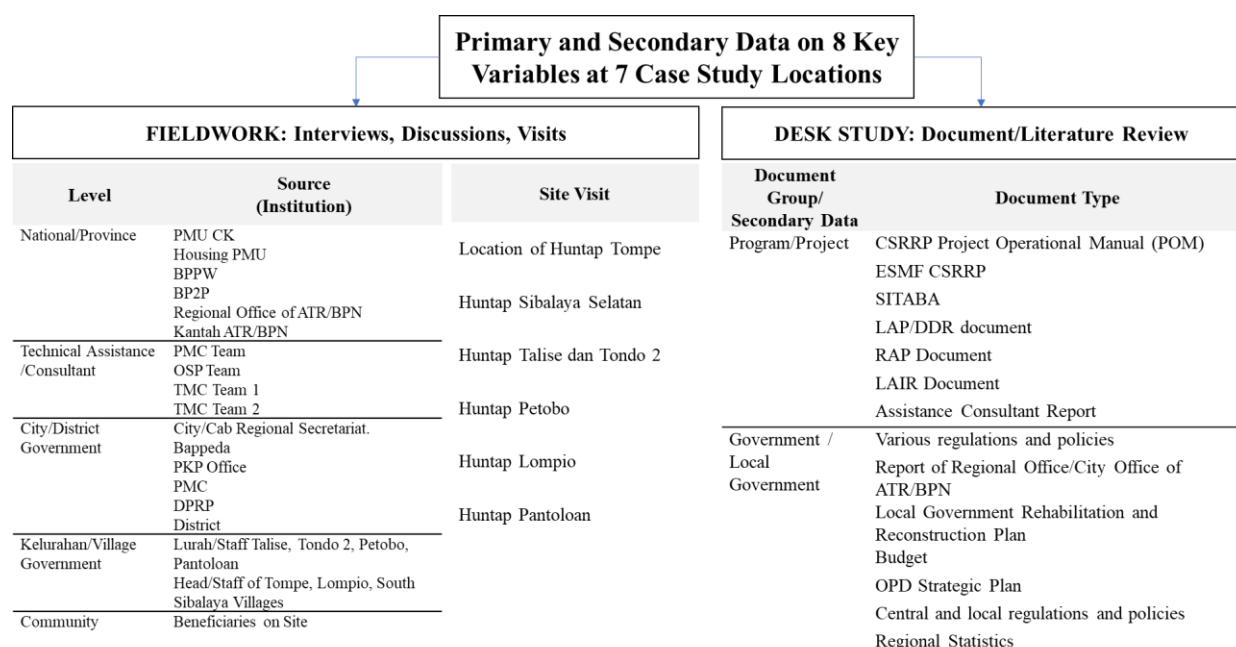 Primary and Secondary Data on 8 Key
Variables at 7 Case Study Locations
FIELDWORK: Interviews, Discussions, Visits
Level
Source
(Institution)
National/Province
PMU CK
Housing PMU
BPPW
BP2P
Regional Office of ATR/BPN
Kantah ATR/BPN
Technical Assistance
/Consultant
PMC Team
OSP Team
TMC Team 1
TMC Team 2
City/District
Government
City/Cab Regional Secretariat.
Bappeda
PKP Office
PMC
DPRP
District
Kelurahan/Village
Government
Lurah/Staff Talise, Tondo 2, Petobo,
Pantoloan
Head/Staff of Tompe, Lompio, South
Sibalaya Villages
Community
Beneficiaries on Site
Site Visit
Location of Huntap Tompe
Huntap Sibalaya Selatan
Huntap Talise dan Tondo 2
Huntap Petobo
Huntap Lompio
Huntap Pantoloan
DESK STUDY: Document/Literature Review
Document
Group/
Secondary Data
Document Type
Program/Project
CSRRP Project Operational Manual (POM)
ESMF CSRRP
SITABA
LAP/DDR document
RAP Document
LAIR Document
Assistance Consultant Report
Government /
Local
Government
Various regulations and policies
Report of Regional Office/City Office of
ATR/BPN
Local Government Rehabilitation and
Reconstruction Plan
Budget
OPD Strategic Plan
Central and local regulations and policies
Regional Statistics